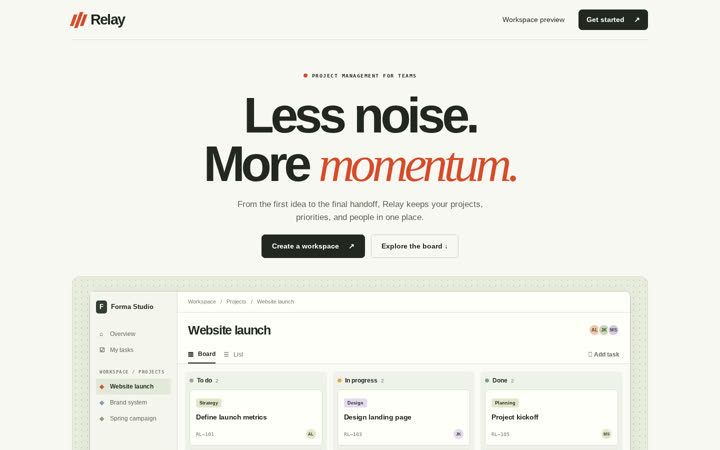 Relay
Workspace preview
Get started ↗
PROJECT MANAGEMENT FOR TEAMS
Less noise.
More momentum.
From the first idea to the final handoff, Relay keeps your projects,
priorities, and people in one place.
Create a workspace ↗
Explore the board ↓
F Forma Studio
Overview
My tasks
WORKSPACE / PROJECTS
Website launch
Brand system
Spring campaign
Workspace / Projects / Website launch
Website launch
AL JK MS
Board
List
Add task
To do 2
Strategy
Define launch metrics
RL—101
AL
In progress 2
Design
Design landing page
RL—103
JK
Done 2
Planning
Project kickoff
RL—105
MS